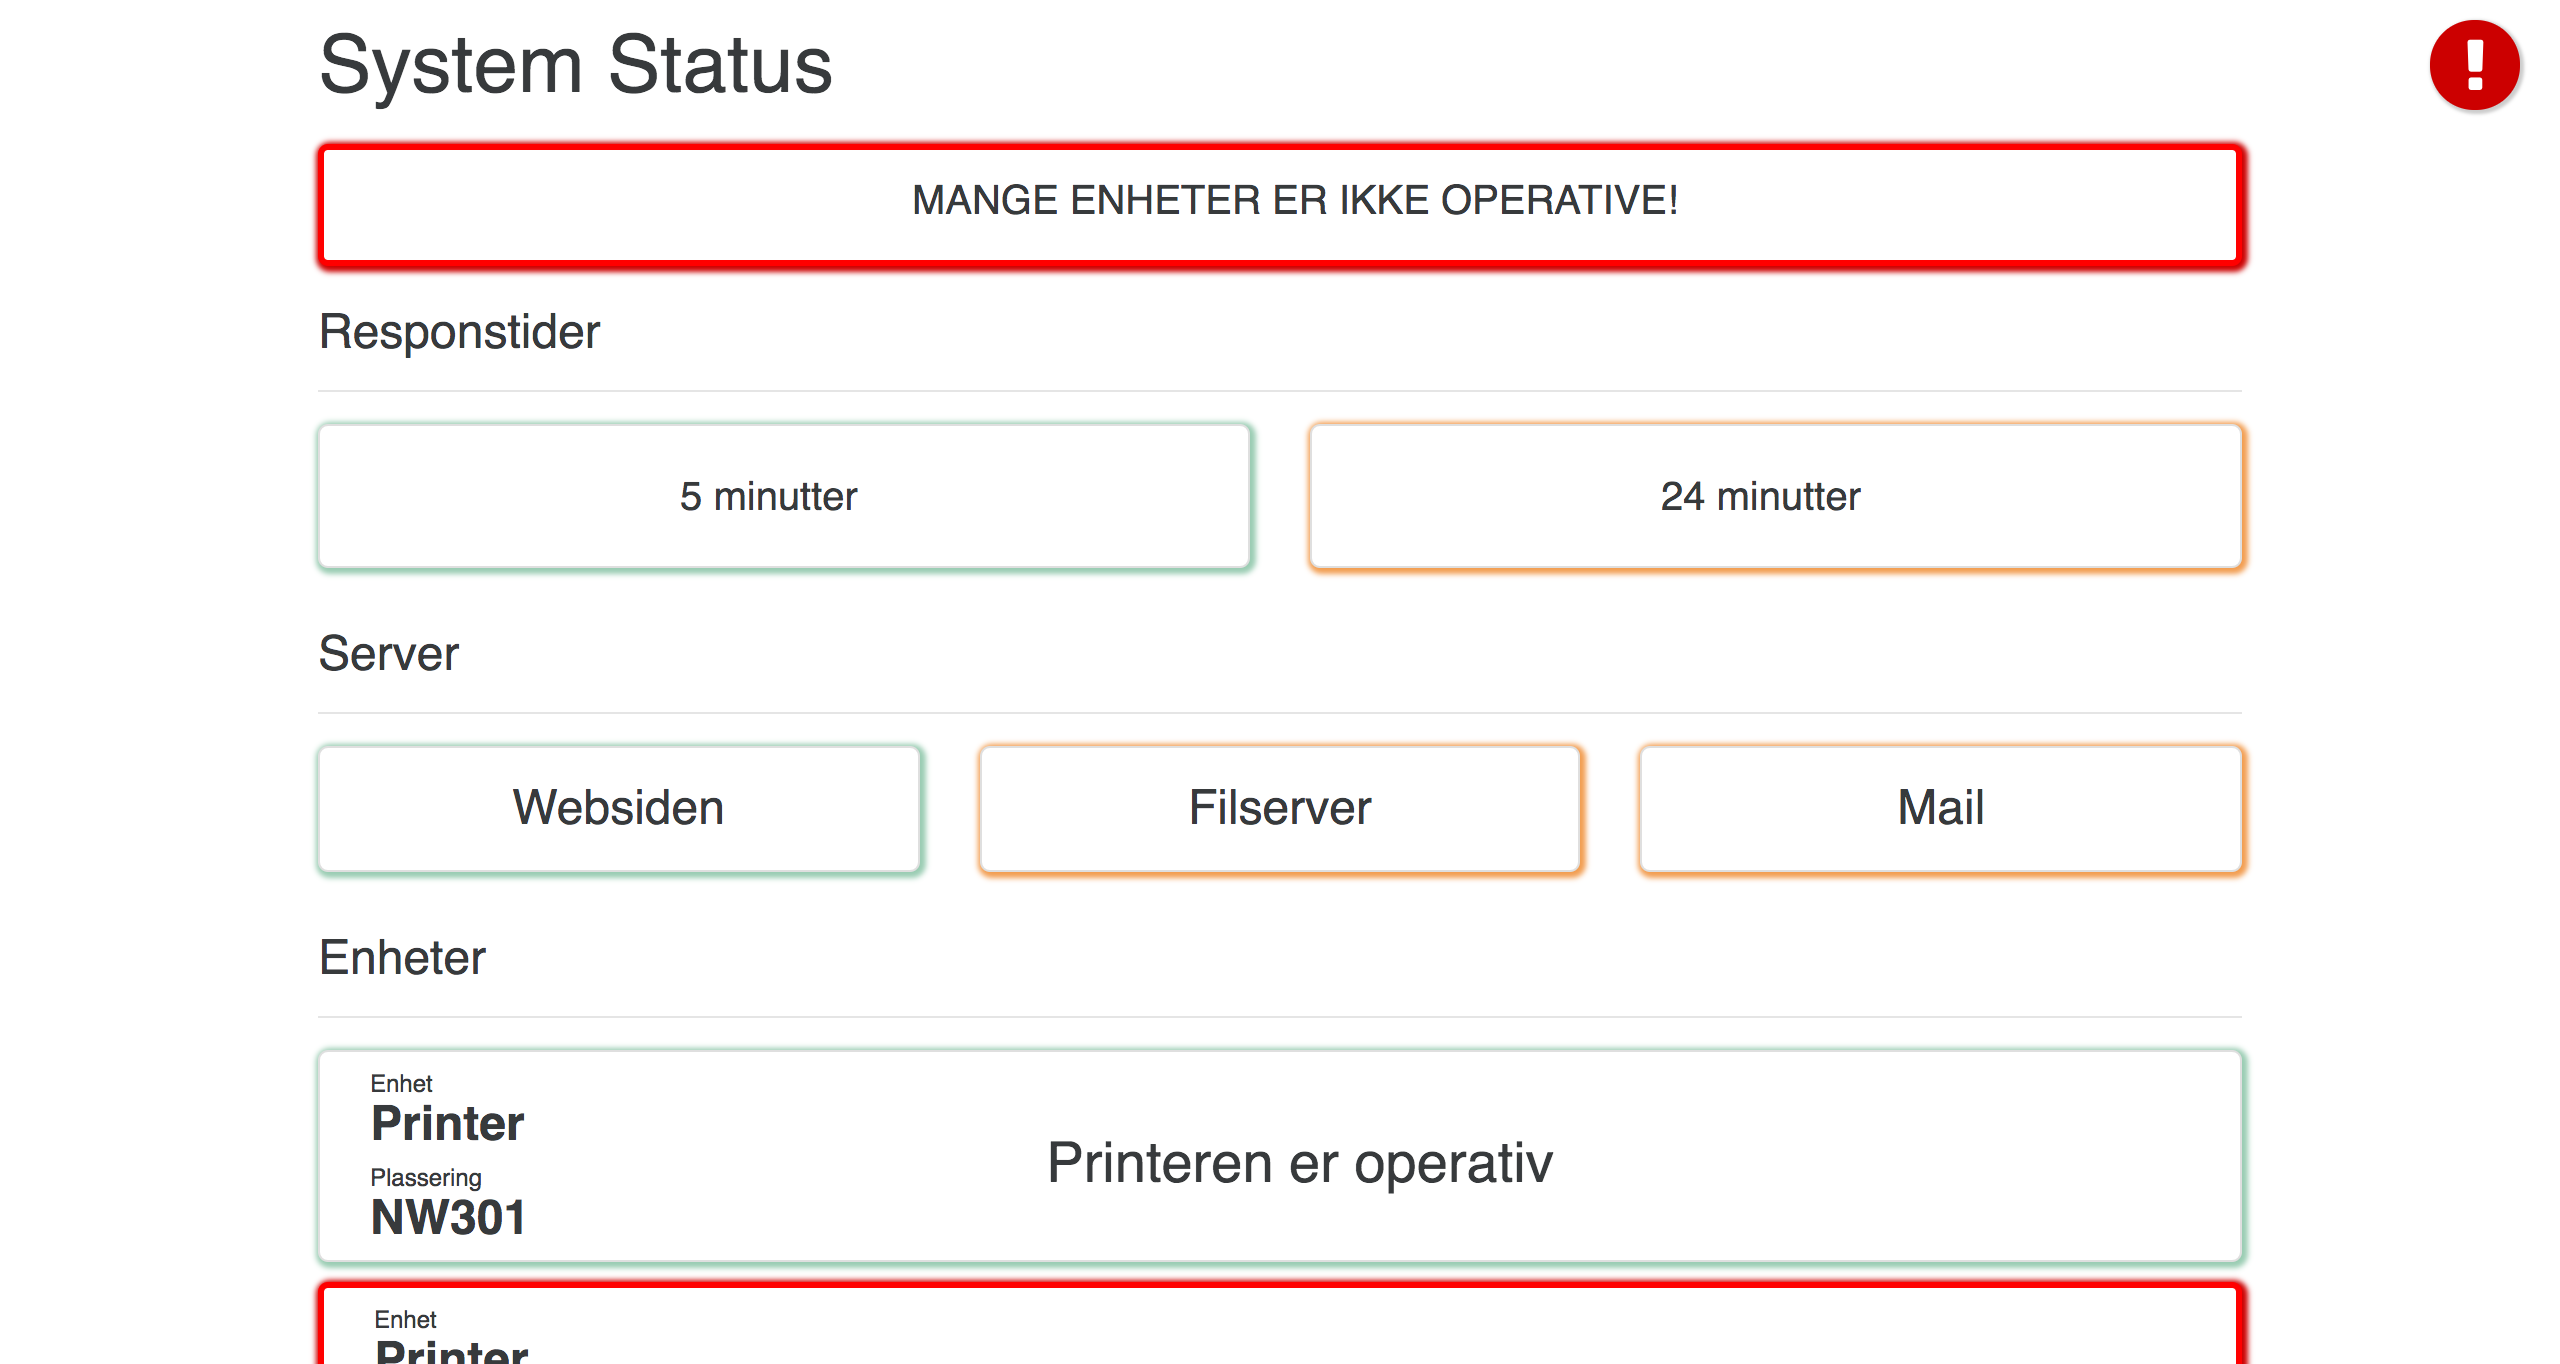 System Status
MANGE ENHETER ER IKKE OPERATIVE!
Responstider
5 minutter
24 minutter
Server
Websiden
Filserver
Mail
Enheter
Enhet
Printer
Plassering
NW301
Printeren er operativ
Enhet
Printer